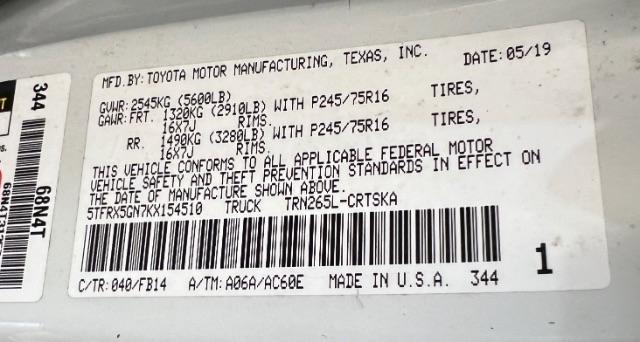 MFD.BY: TOYOTA MOTOR MANUFACTURING, TEXAS, INC. DATE: 05/19
GVWR: 2545KG (5600LB)
GAWR: FRT. 1320KG (2910LB) WITH P245/75R16 TIRES,
16X7J RIMS.
RR. 1490KG (3280LB) WITH P245/75R16 TIRES,
16X7J RIMS.
THIS VEHICLE CONFORMS TO ALL APPLICABLE FEDERAL MOTOR
VEHICLE SAFETY AND THEFT PREVENTION STANDARDS IN EFFECT ON
THE DATE OF MANUFACTURE SHOWN ABOVE.
5TFRX5GN7KX154510 TRUCK TRN265L-CRTSKA
C/TR: 040/FB14 A/TM: A06A/AC60E MADE IN U.S.A. 344
1
344
68N4T